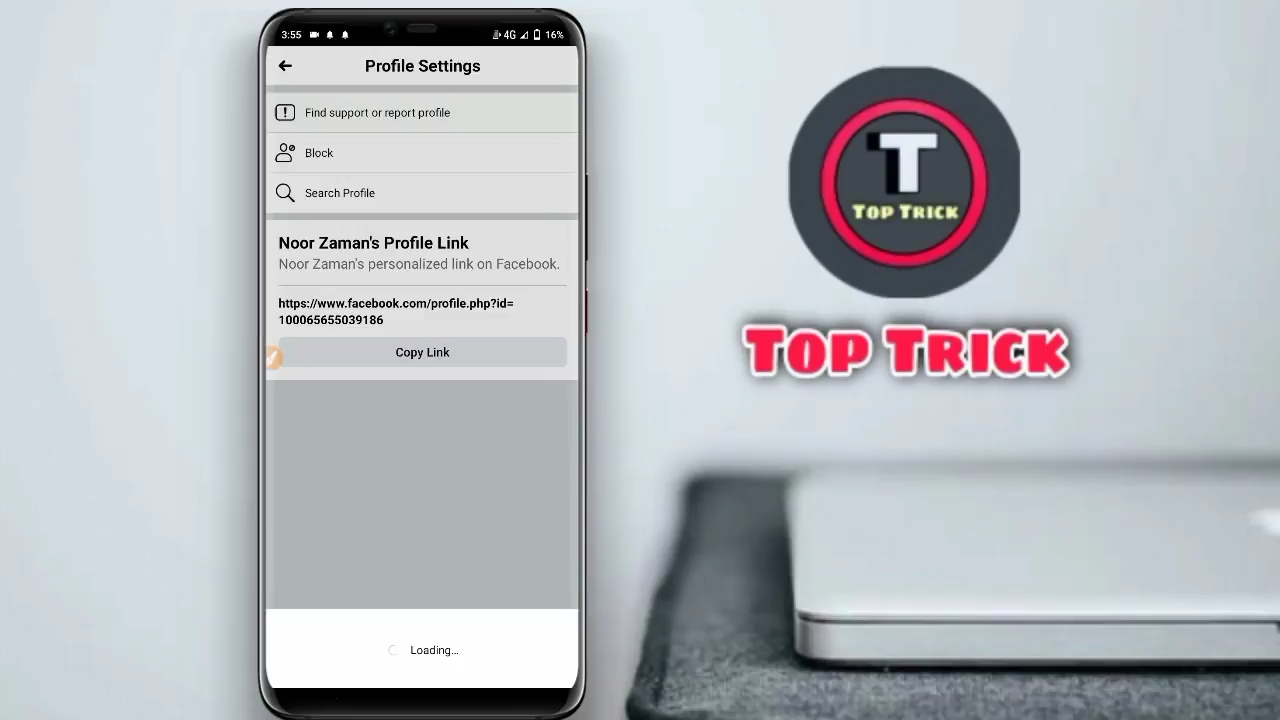 3:55
4G
16%
Profile Settings
Find support or report profile
Block
Search Profile
Noor Zaman's Profile Link
Noor Zaman's personalized link on Facebook.
https://www.facebook.com/profile.php?id=
100065655039186
Copy Link
Loading...
T
TOP TRICK
TOP TRICK